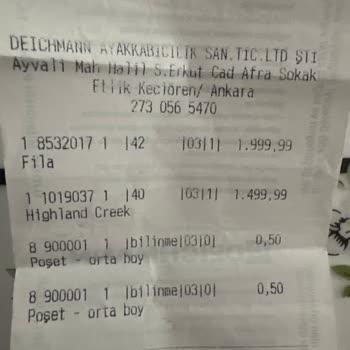 DEICHMANN AYAKKABICILIK SAN.TIC.LTD ŞTI
Ayvali Mah Halil S.Erkut Cad Afra Sokak
Etlik Keciören/ Ankara
273 056 5470
1 8532017 1 |42 |03|1| 1.999,99
Fila
1 1019037 1 |40 |03|1| 1.499,99
Highland Creek
8 900001 1 |bilinme|03|0| 0,50
Poşet - orta boy
8 900001 1 |bilinme|03|0| 0,50
Poşet - orta boy